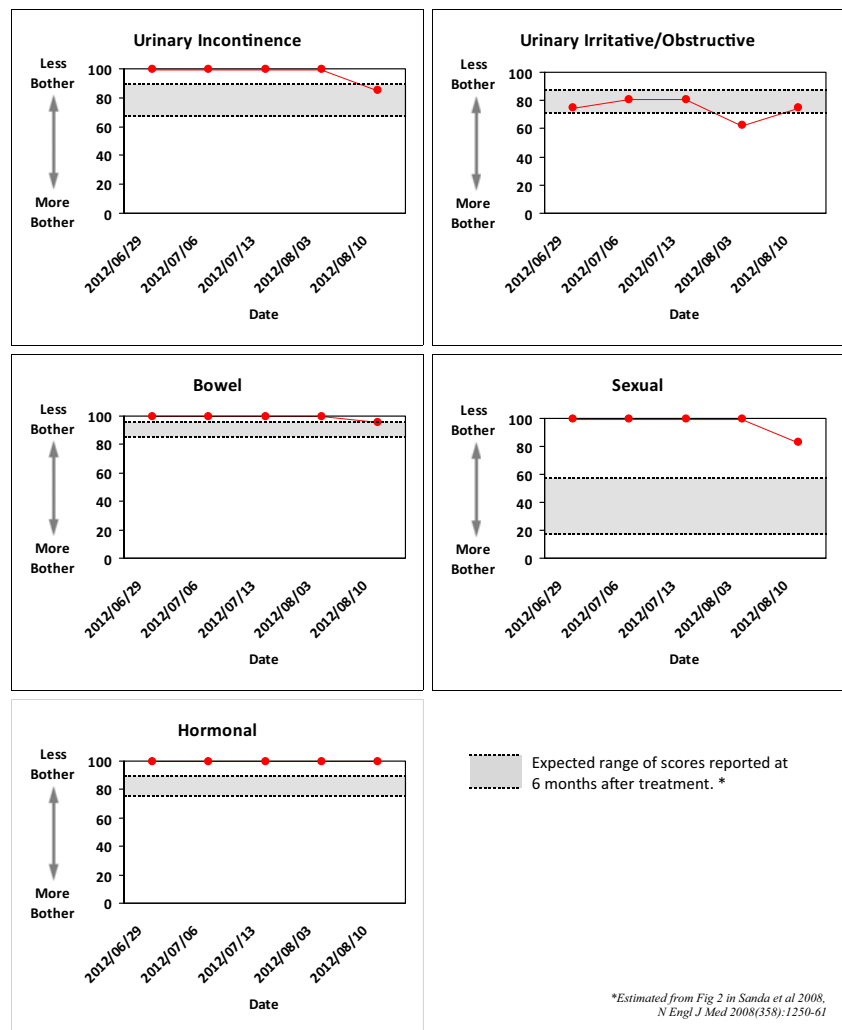 Urinary Incontinence
Less
Bother
More
Bother
100
80
60
40
20
0
2012/06/29
2012/07/06
2012/07/13
2012/08/03
2012/08/10
Date
Urinary Irritative/Obstructive
Less
Bother
More
Bother
100
80
60
40
20
0
2012/06/29
2012/07/06
2012/07/13
2012/08/03
2012/08/10
Date
Bowel
Less
Bother
More
Bother
100
80
60
40
20
0
2012/06/29
2012/07/06
2012/07/13
2012/08/03
2012/08/10
Date
Sexual
Less
Bother
More
Bother
100
80
60
40
20
0
2012/06/29
2012/07/06
2012/07/13
2012/08/03
2012/08/10
Date
Hormonal
Less
Bother
More
Bother
100
80
60
40
20
0
2012/06/29
2012/07/06
2012/07/13
2012/08/03
2012/08/10
Date
Expected range of scores reported at
6 months after treatment. *
*Estimated from Fig 2 in Sanda et al 2008,
N Engl J Med 2008(358):1250-61